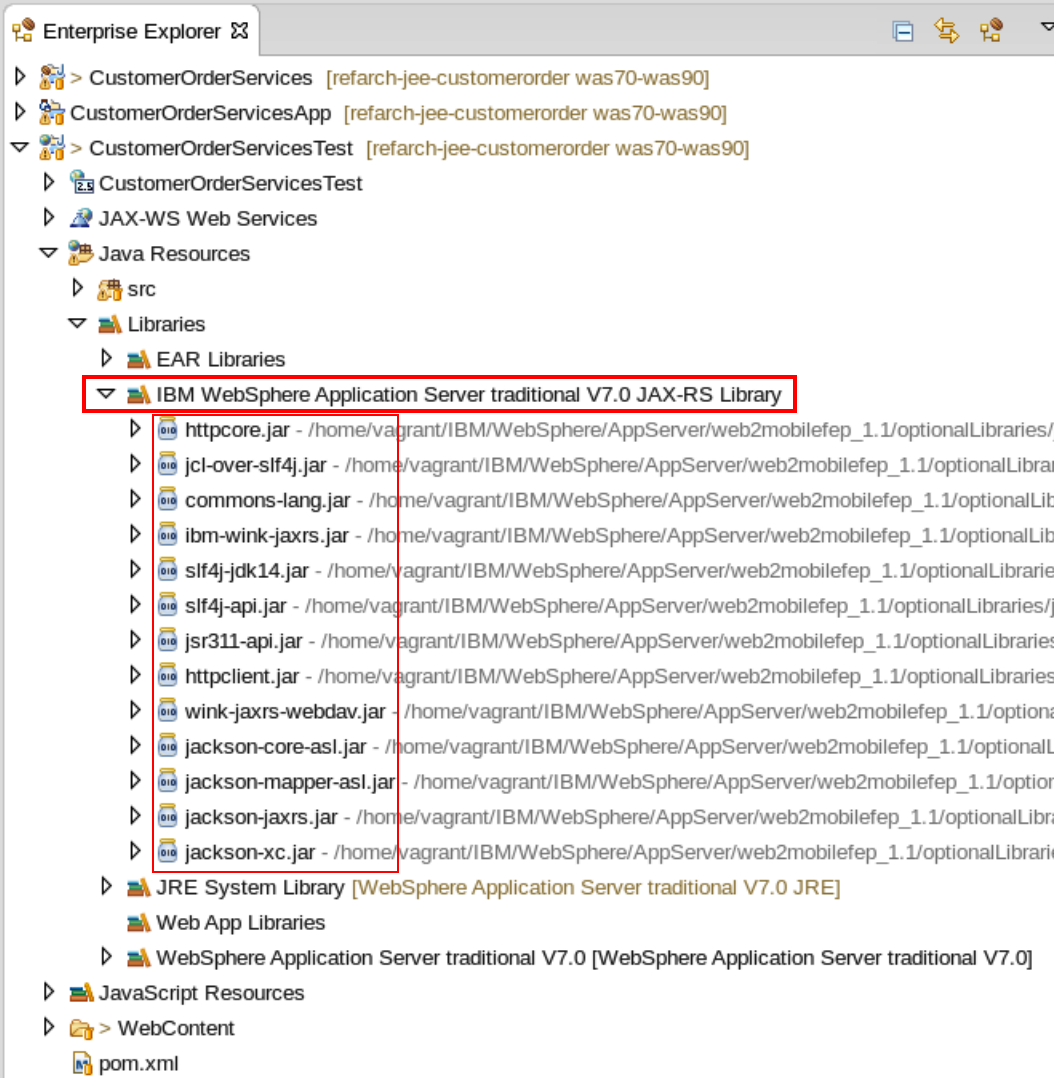 Enterprise Explorer
> CustomerOrderServices [refarch-jee-customerorder was70-was90]
CustomerOrderServicesApp [refarch-jee-customerorder was70-was90]
> CustomerOrderServicesTest [refarch-jee-customerorder was70-was90]
2.5 CustomerOrderServicesTest
JAX-WS Web Services
Java Resources
src
Libraries
EAR Libraries
IBM WebSphere Application Server traditional V7.0 JAX-RS Library
httpcore.jar - /home/vagrant/IBM/WebSphere/AppServer/web2mobilefep_1.1/optionalLibraries/j
jcl-over-slf4j.jar - /home/vagrant/IBM/WebSphere/AppServer/web2mobilefep_1.1/optionalLibrar
commons-lang.jar - /home/vagrant/IBM/WebSphere/AppServer/web2mobilefep_1.1/optionalLib
ibm-wink-jaxrs.jar - /home/vagrant/IBM/WebSphere/AppServer/web2mobilefep_1.1/optionalLib
slf4j-jdk14.jar - /home/vagrant/IBM/WebSphere/AppServer/web2mobilefep_1.1/optionalLibrarie
slf4j-api.jar - /home/vagrant/IBM/WebSphere/AppServer/web2mobilefep_1.1/optionalLibraries/j
jsr311-api.jar - /home/vagrant/IBM/WebSphere/AppServer/web2mobilefep_1.1/optionalLibraries
httpclient.jar - /home/vagrant/IBM/WebSphere/AppServer/web2mobilefep_1.1/optionalLibraries
wink-jaxrs-webdav.jar - /home/vagrant/IBM/WebSphere/AppServer/web2mobilefep_1.1/optiona
jackson-core-asl.jar - /home/vagrant/IBM/WebSphere/AppServer/web2mobilefep_1.1/optionalL
jackson-mapper-asl.jar - /home/vagrant/IBM/WebSphere/AppServer/web2mobilefep_1.1/option
jackson-jaxrs.jar - /home/vagrant/IBM/WebSphere/AppServer/web2mobilefep_1.1/optionalLibra
jackson-xc.jar - /home/vagrant/IBM/WebSphere/AppServer/web2mobilefep_1.1/optionalLibrarie
JRE System Library [WebSphere Application Server traditional V7.0 JRE]
Web App Libraries
WebSphere Application Server traditional V7.0 [WebSphere Application Server traditional V7.0]
JavaScript Resources
> WebContent
pom.xml